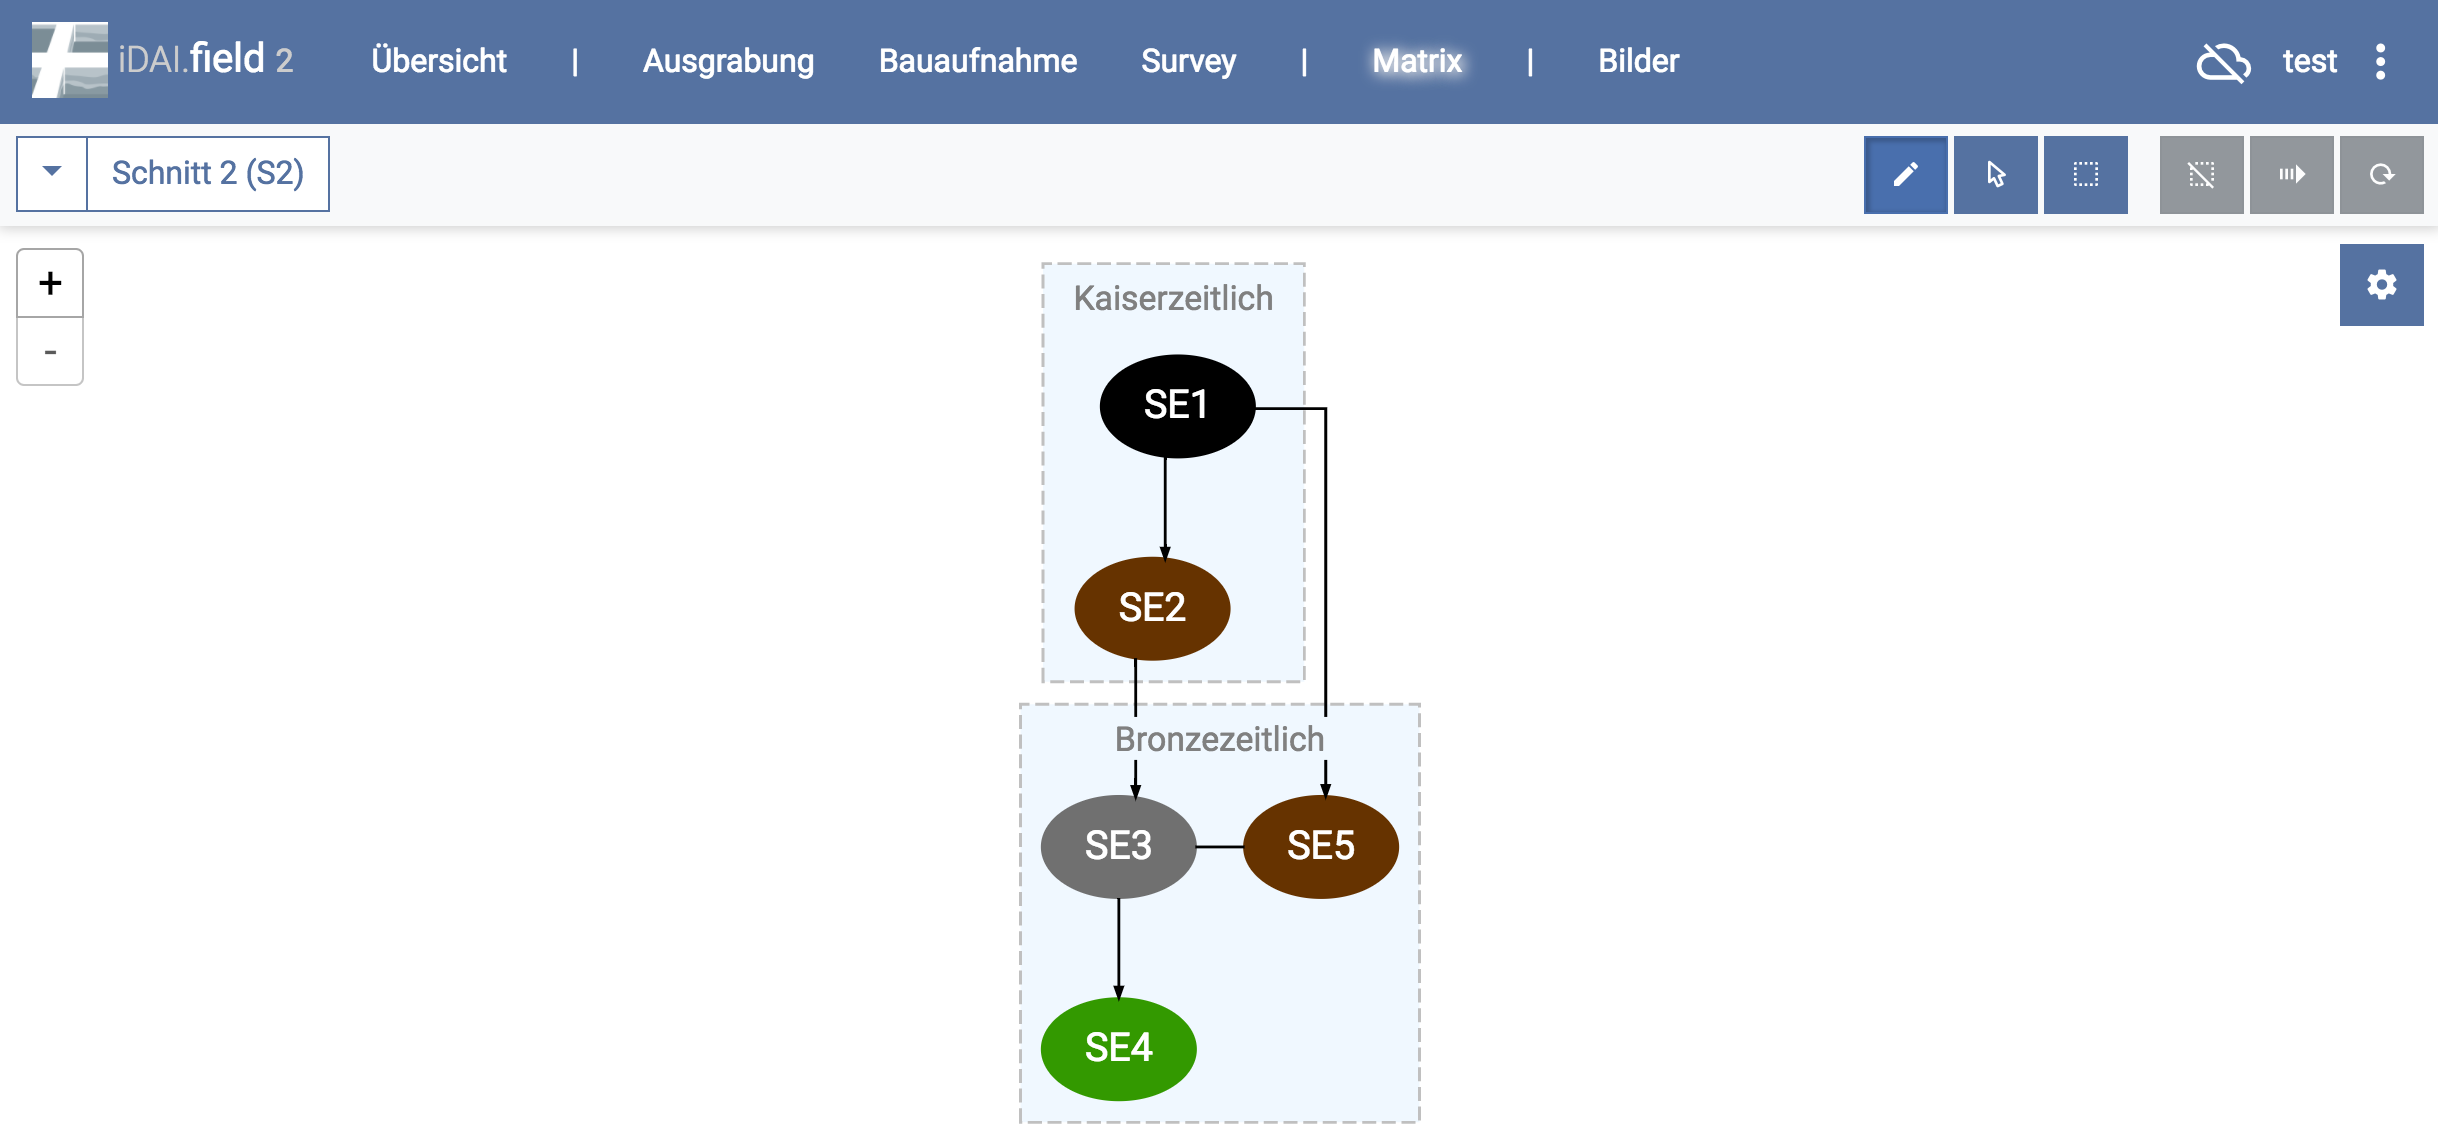 iDAI.field 2 Übersicht | Ausgrabung Bauaufnahme Survey | Matrix | Bilder test
Schnitt 2 (S2)
+
-
Kaiserzeitlich
SE1
SE2
Bronzezeitlich
SE3 SE5
SE4